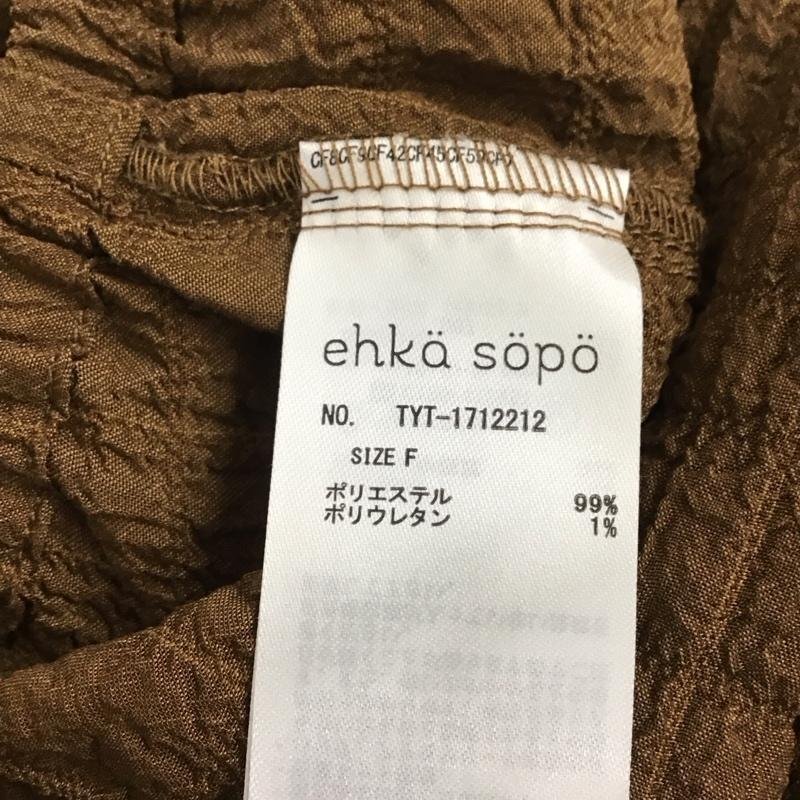 ehkä söpö
NO. TYT-1712212
SIZE F
ポリエステル 99%
ポリウレタン 1%